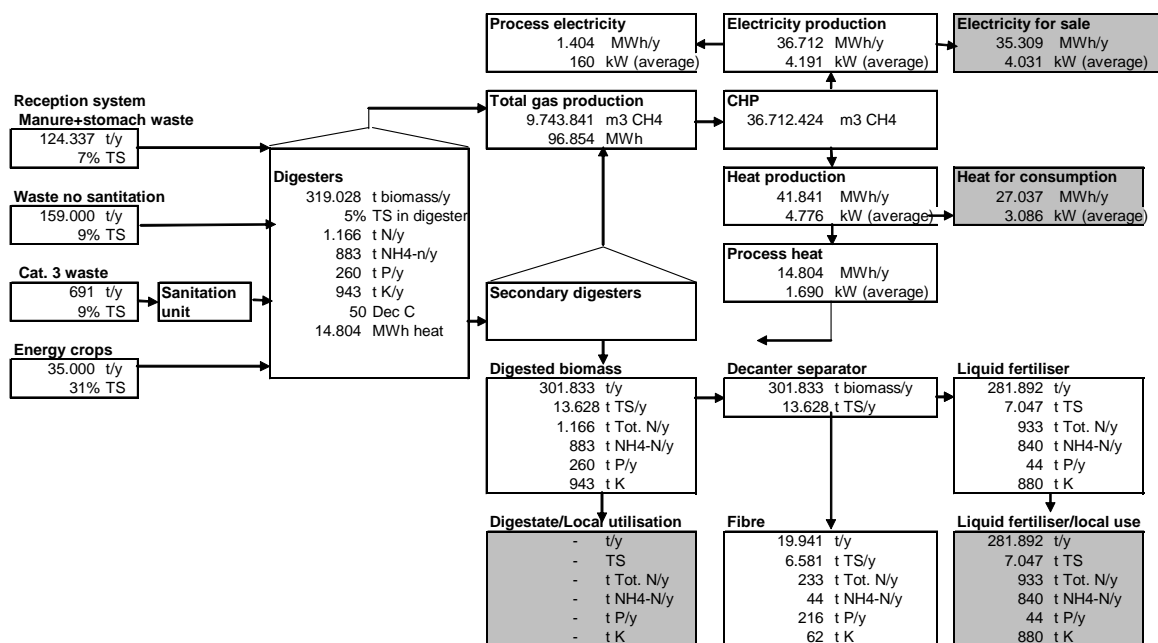 Process electricity
1.404 MWh/y
160 kW (average)
Electricity production
36.712 MWh/y
4.191 kW (average)
Electricity for sale
35.309 MWh/y
4.031 kW (average)
Reception system
Manure+stomach waste
124.337 t/y
7% TS
Total gas production
9.743.841 m3 CH4
96.854 MWh
CHP
36.712.424 m3 CH4
Digesters
319.028 t biomass/y
5% TS in digester
1.166 t N/y
883 t NH4-n/y
260 t P/y
943 t K/y
50 Dec C
14.804 MWh heat
Heat production
41.841 MWh/y
4.776 kW (average)
Heat for consumption
27.037 MWh/y
3.086 kW (average)
Waste no santitation
159.000 t/y
9% TS
Process heat
14.804 MWh/y
1.690 kW (average)
Cat. 3 waste
691 t/y
9% TS
Sanitation
unit
Secondary digesters
Energy crops
35.000 t/y
31% TS
Digested biomass
301.833 t/y
13.628 t TS/y
1.166 t Tot. N/y
883 t NH4-N/y
260 t P/y
943 t K
Decanter separator
301.833 t biomass/y
13.628 t TS/y
Liquid fertiliser
281.892 t/y
7.047 t TS
933 t Tot. N/y
840 t NH4-N/y
44 t P/y
880 t K
Digestate/Local utilisation
- t/y
- TS
- t Tot. N/y
- t NH4-N/y
- t P/y
- t K
Fibre
19.941 t/y
6.581 t TS/y
233 t Tot. N/y
44 t NH4-N/y
216 t P/y
62 t K
Liquid fertiliser/local use
281.892 t/y
7.047 t TS
933 t Tot. N/y
840 t NH4-N/y
44 t P/y
880 t K